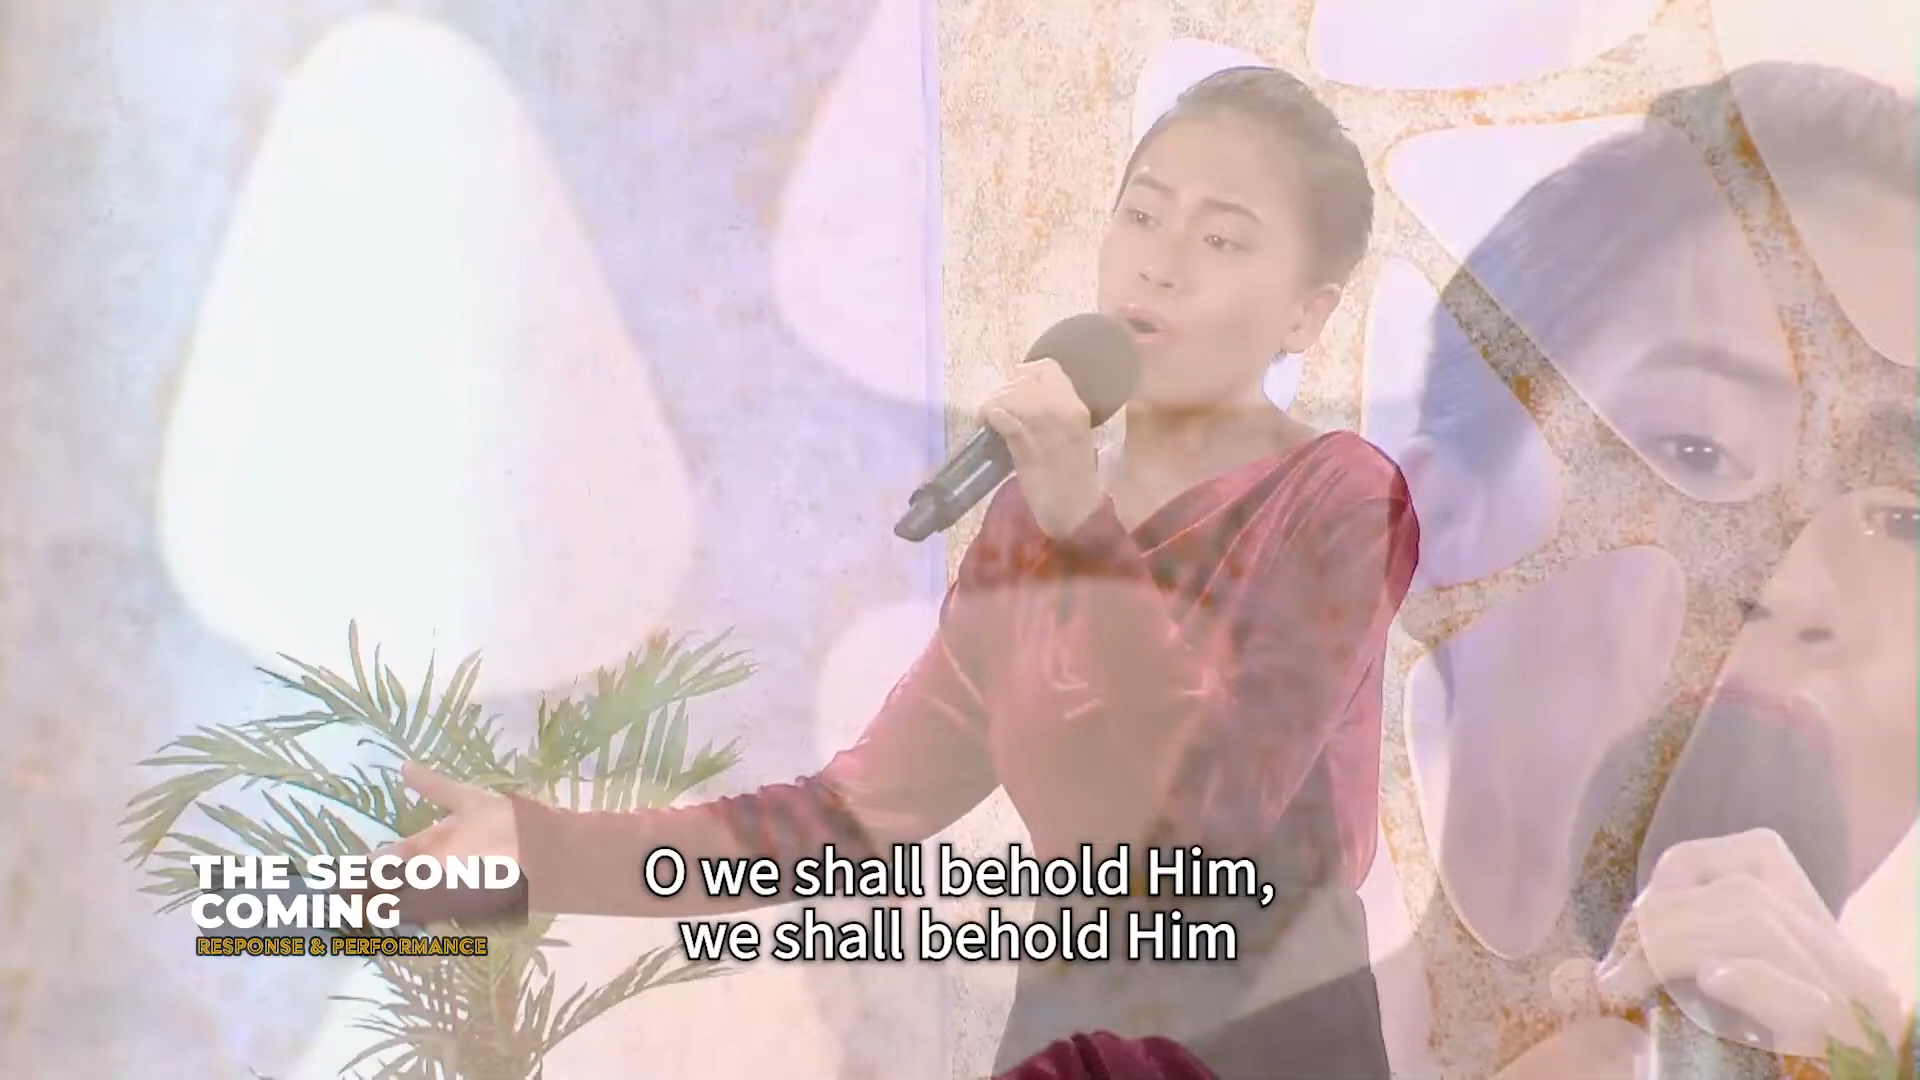 THE SECOND
COMING
RESPONSE & PERFORMANCE
O we shall behold Him,
we shall behold Him